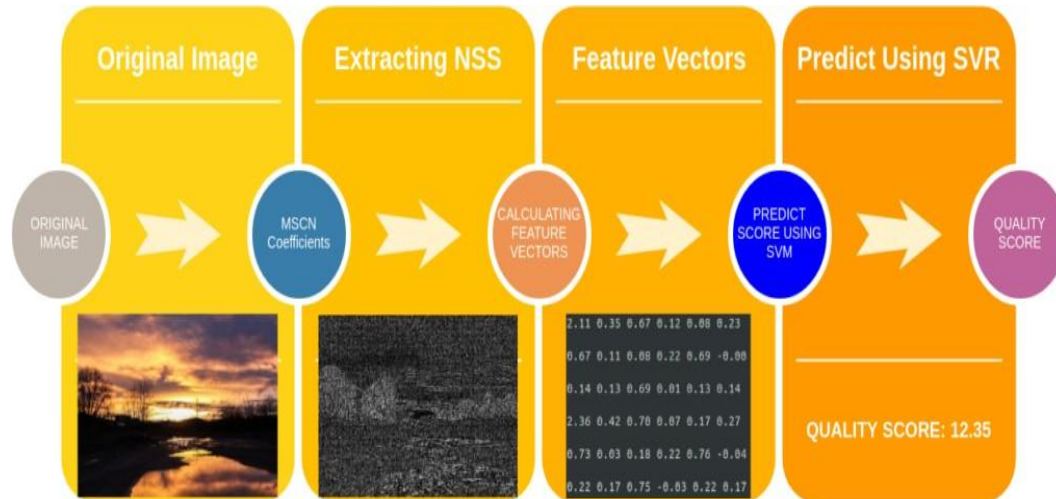 Original Image
Extracting NSS
Feature Vectors
Predict Using SVR
ORIGINAL
IMAGE
MSCN
Coefficients
CALCULATING
FEATURE
VECTORS
PREDICT
SCORE USING
SVM
QUALITY
SCORE
2.11 0.35 0.67 0.12 0.08 0.23
0.67 0.11 0.08 0.22 0.69 -0.00
0.14 0.13 0.69 0.01 0.13 0.14
2.36 0.42 0.70 0.07 0.17 0.27
0.73 0.03 0.18 0.22 0.76 -0.04
0.22 0.17 0.75 -0.03 0.22 0.17
QUALITY SCORE: 12.35